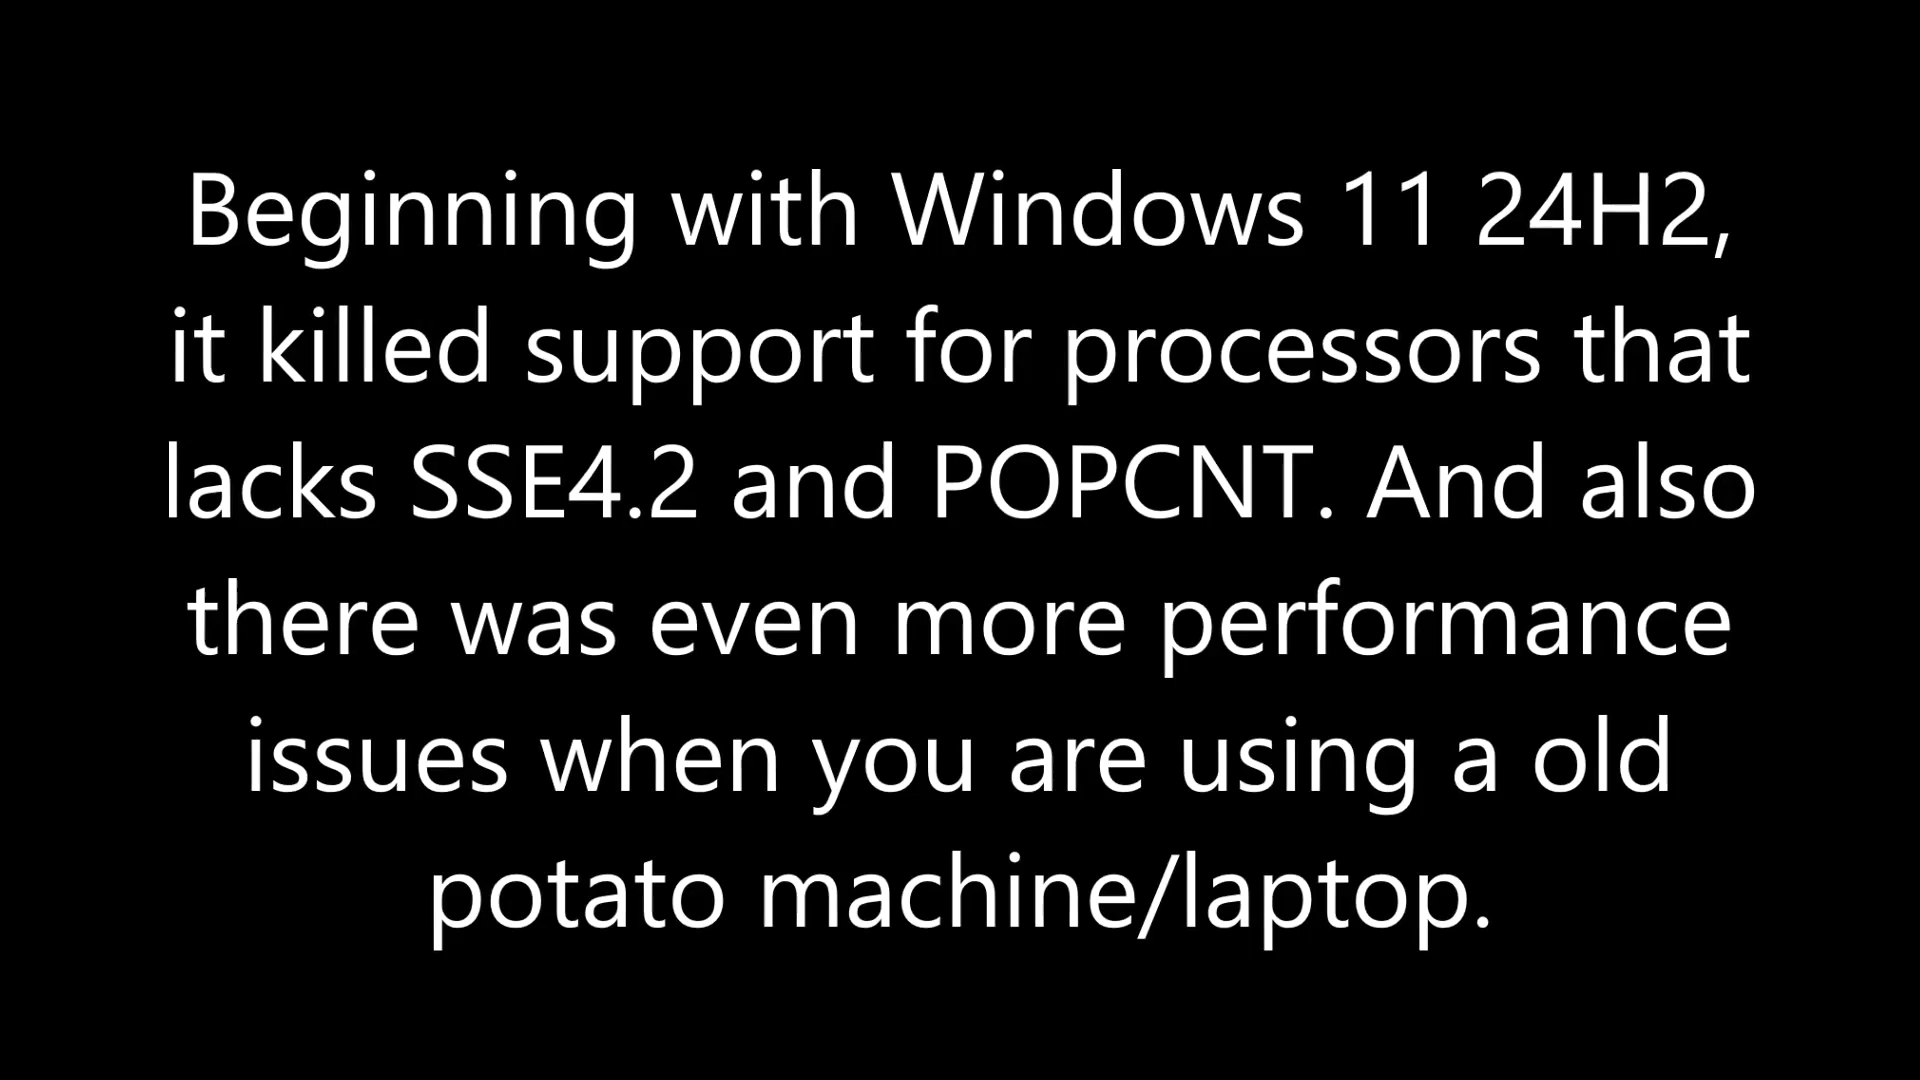 Beginning with Windows 11 24H2,
it killed support for processors that
lacks SSE4.2 and POPCNT. And also
there was even more performance
issues when you are using a old
potato machine/laptop.